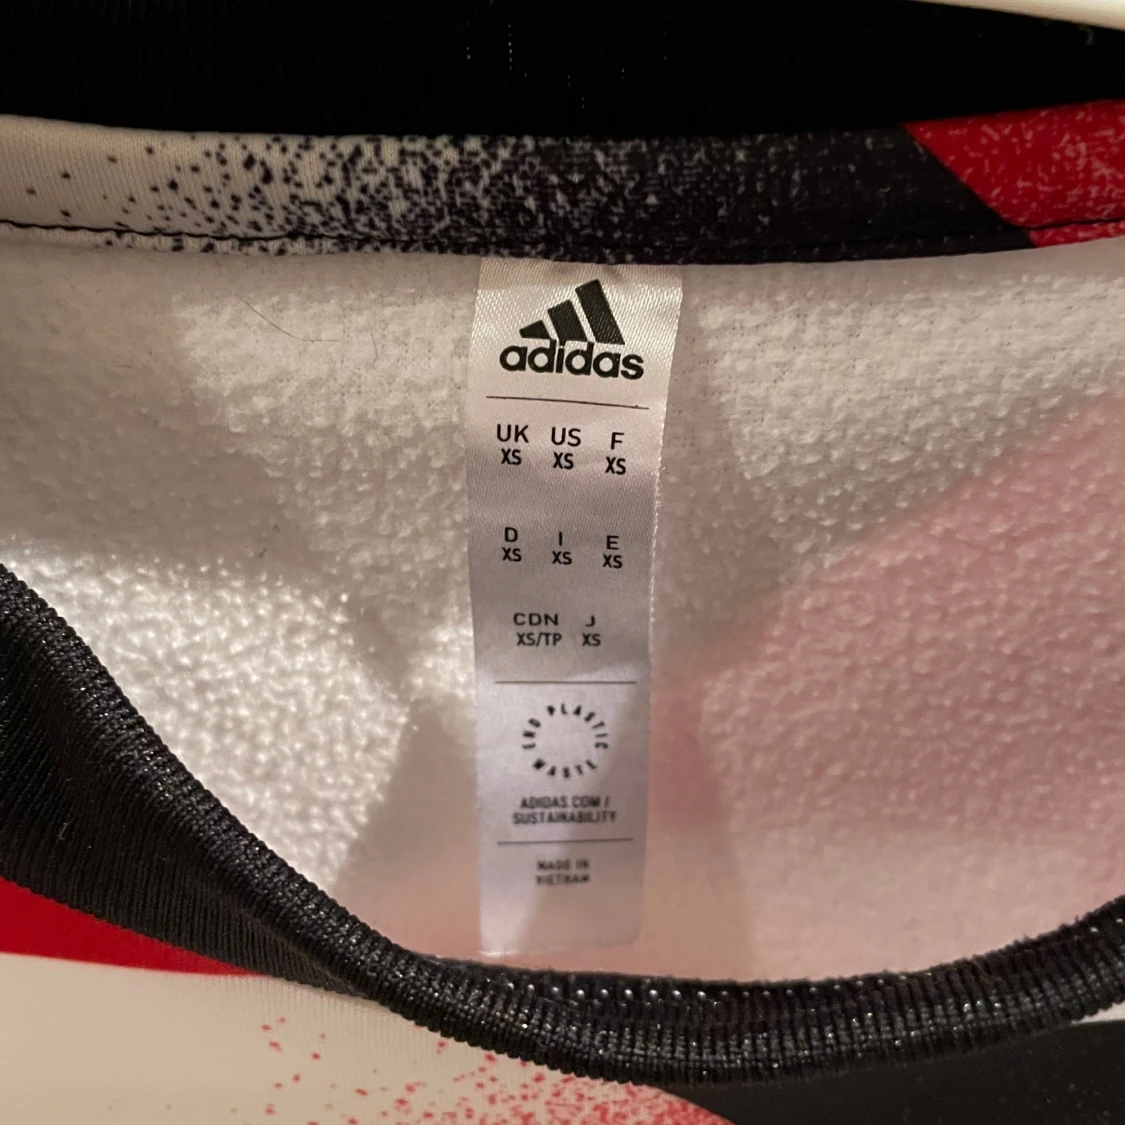 adidas
UK US F
XS XS XS
D I E
XS XS XS
CDN J
XS/TP XS
END PLASTIC WASTE
ADIDAS.COM /
SUSTAINABILITY
MADE IN
VIETNAM